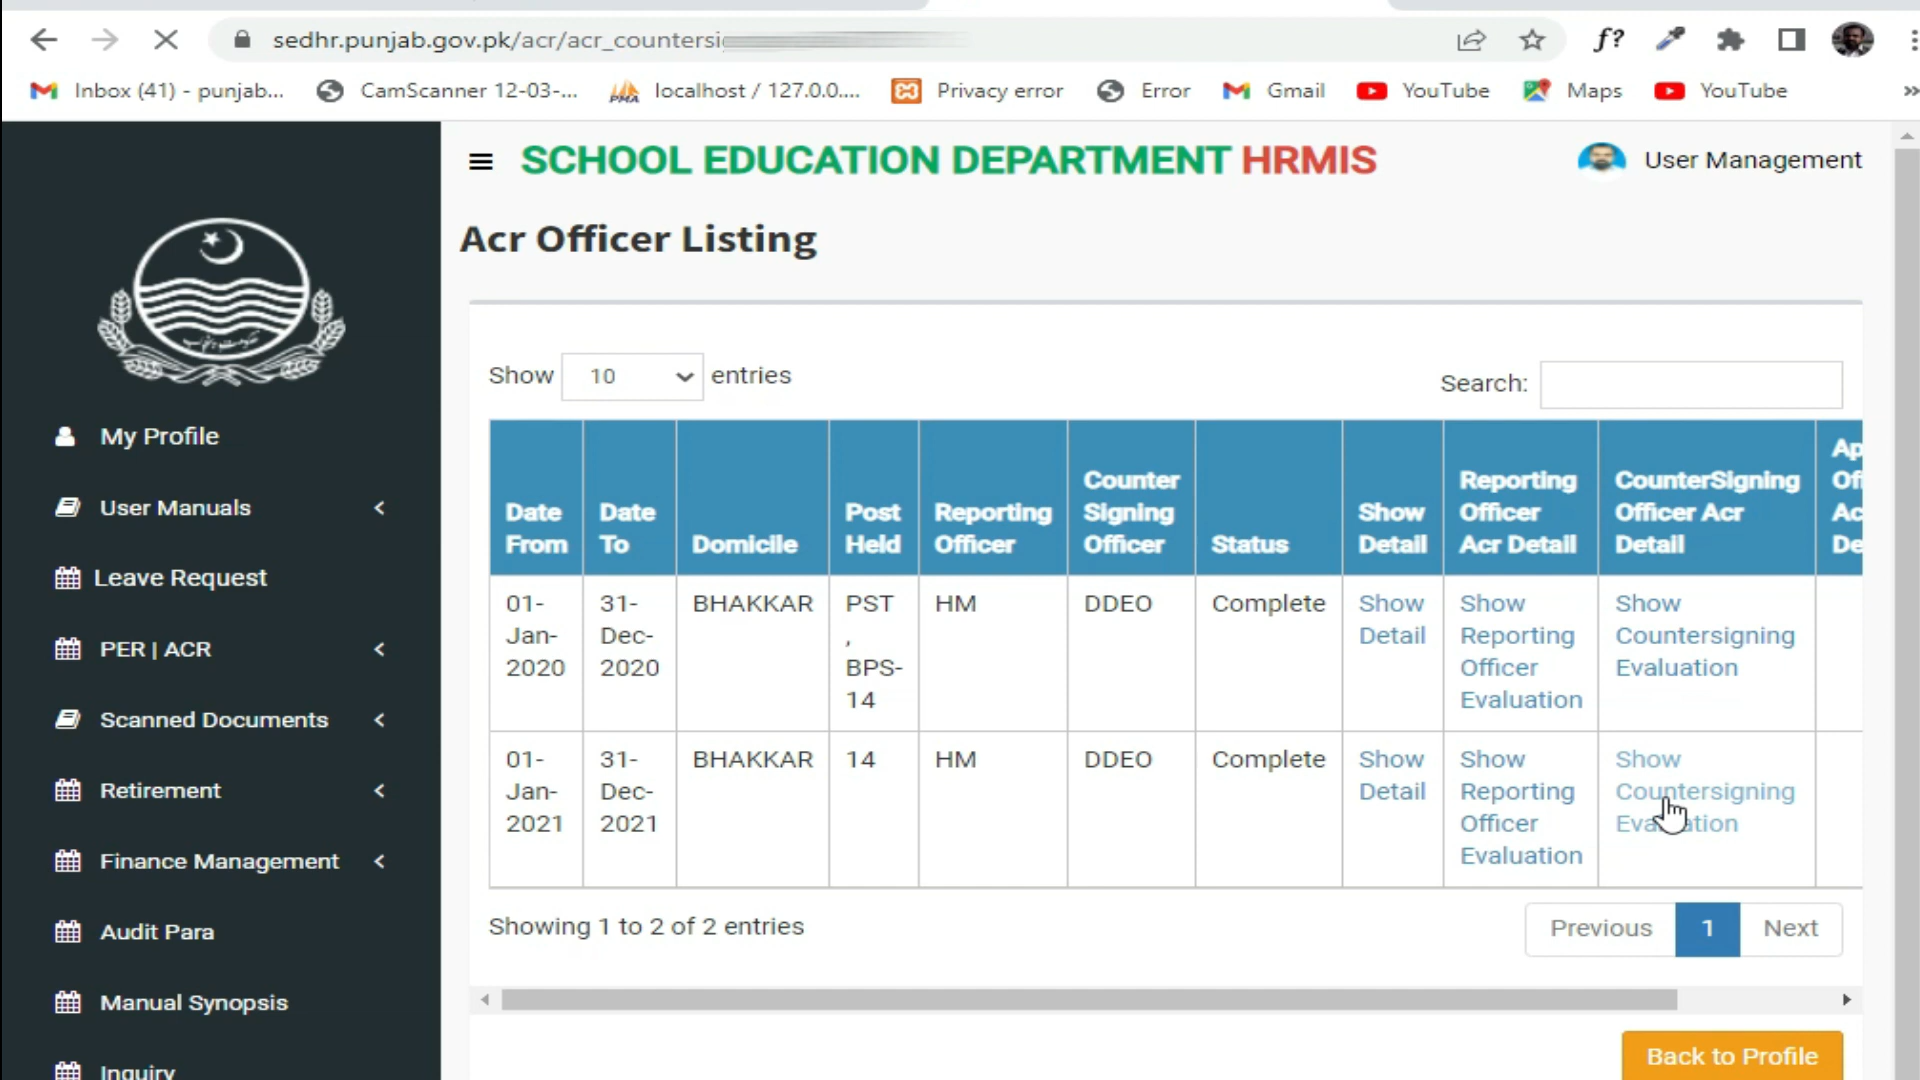 sedhr.punjab.gov.pk/acr/acr_countersi
f?
Inbox (41) - punjab... CamScanner 12-03-... localhost / 127.0.0.... Privacy error Error Gmail YouTube Maps YouTube »
SCHOOL EDUCATION DEPARTMENT HRMIS
User Management
Acr Officer Listing
My Profile
User Manuals
Leave Request
PER | ACR
Scanned Documents
Retirement
Finance Management
Audit Para
Manual Synopsis
Inquiry
Show 10 entries
Search:
Date From
Date To
Domicile
Post Held
Reporting Officer
Counter Signing Officer
Status
Show Detail
Reporting Officer Acr Detail
CounterSigning Officer Acr Detail
Ap
Of
Ac
De
01-Jan-2020 31-Dec-2020 BHAKKAR PST , BPS-14 HM DDEO Complete Show Detail Show Reporting Officer Evaluation Show Countersigning Evaluation
01-Jan-2021 31-Dec-2021 BHAKKAR 14 HM DDEO Complete Show Detail Show Reporting Officer Evaluation Show Countersigning Evaluation
Showing 1 to 2 of 2 entries
Previous 1 Next
Back to Profile